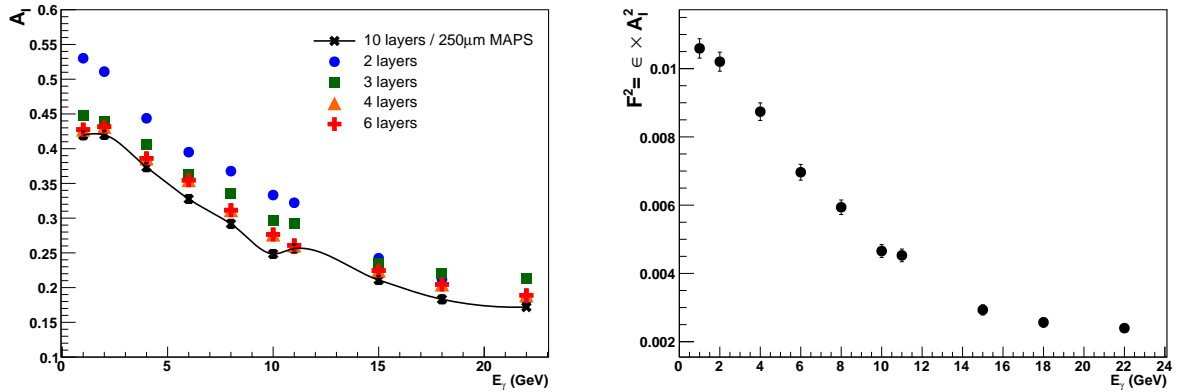 A_l
0.6
0.55
0.5
0.45
0.4
0.35
0.3
0.25
0.2
0.15
0.1
0
5
10
15
20
E_γ (GeV)
10 layers / 250μm MAPS
2 layers
3 layers
4 layers
6 layers
F²= ∈ × A_l²
0.01
0.008
0.006
0.004
0.002
0 2 4 6 8 10 12 14 16 18 20 22 24
E_γ (GeV)